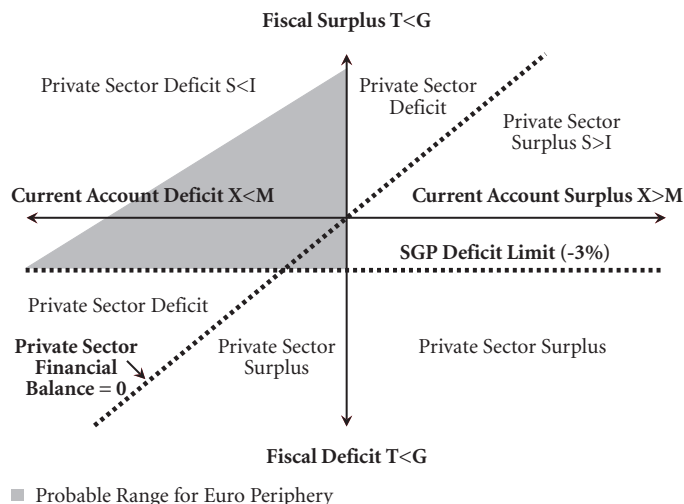 Fiscal Surplus T<G
Private Sector Deficit S<I
Private Sector
Deficit
Private Sector
Surplus S>I
Current Account Deficit X<M
Current Account Surplus X>M
SGP Deficit Limit (-3%)
Private Sector Deficit
Private Sector
Financial
Balance = 0
Private Sector
Surplus
Private Sector Surplus
Fiscal Deficit T<G
Probable Range for Euro Periphery